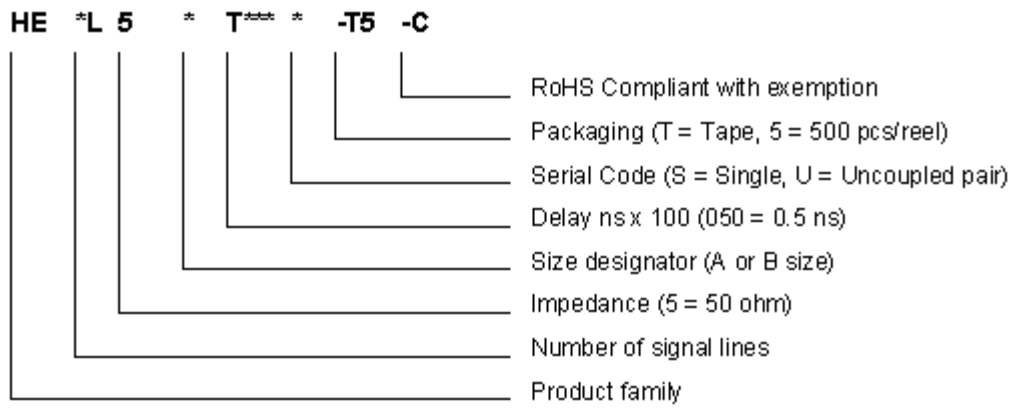 HE *L 5 * T*** * -T5 -C
RoHS Compliant with exemption
Packaging (T = Tape, 5 = 500 pcs/reel)
Serial Code (S = Single, U = Uncoupled pair)
Delay ns x 100 (050 = 0.5 ns)
Size designator (A or B size)
Impedance (5 = 50 ohm)
Number of signal lines
Product family